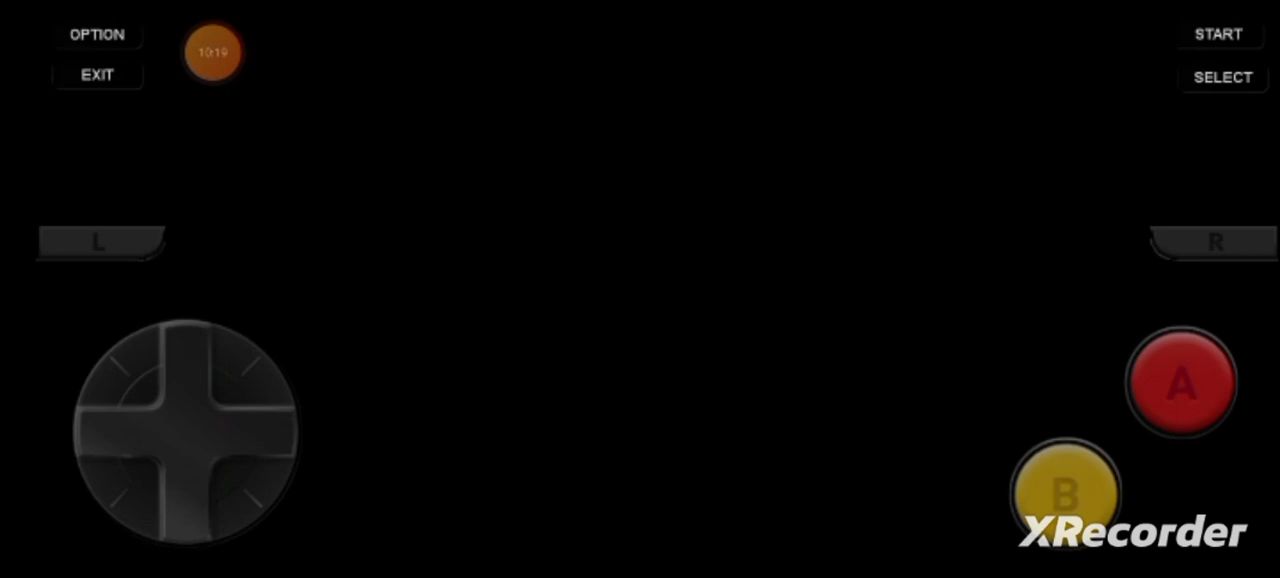 OPTION
10:19
START
EXIT
SELECT
L
R
A
B
XRecorder